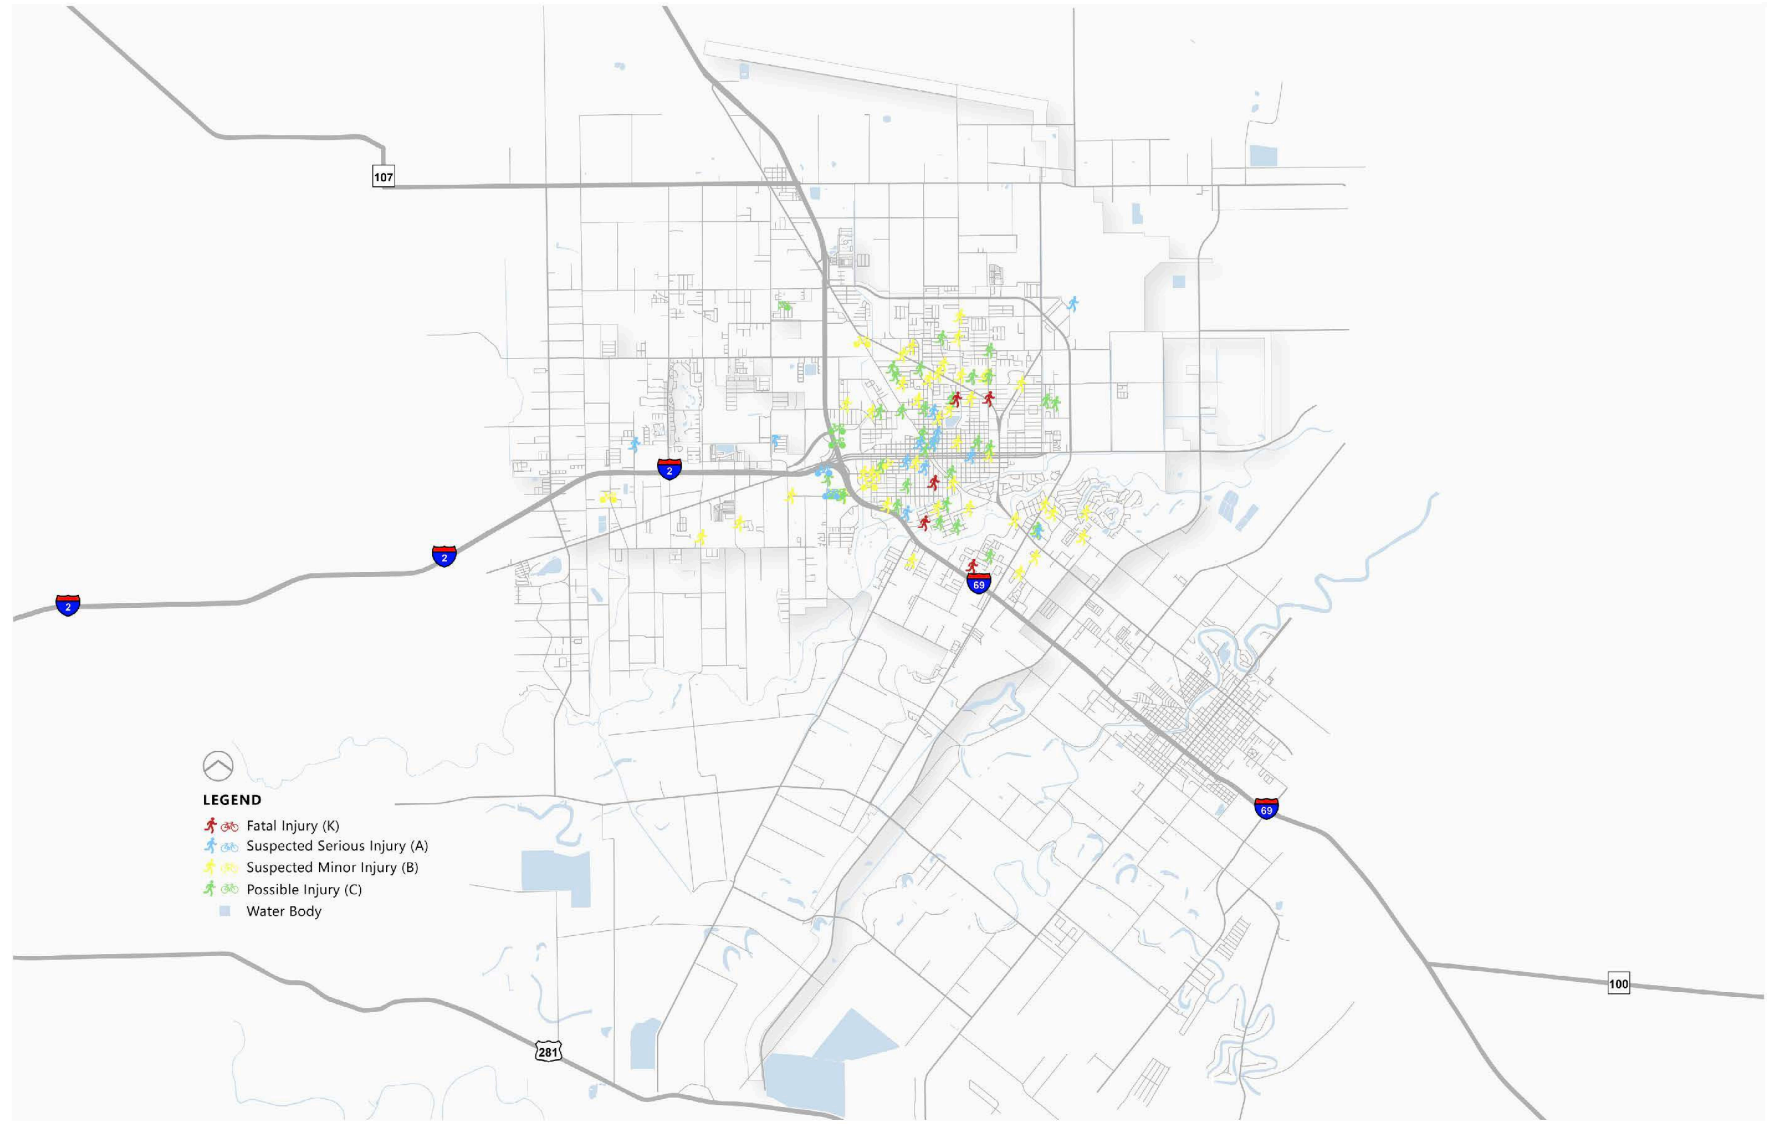 107
2
2
2
69
LEGEND
Fatal Injury (K)
Suspected Serious Injury (A)
Suspected Minor Injury (B)
Possible Injury (C)
Water Body
69
100
281